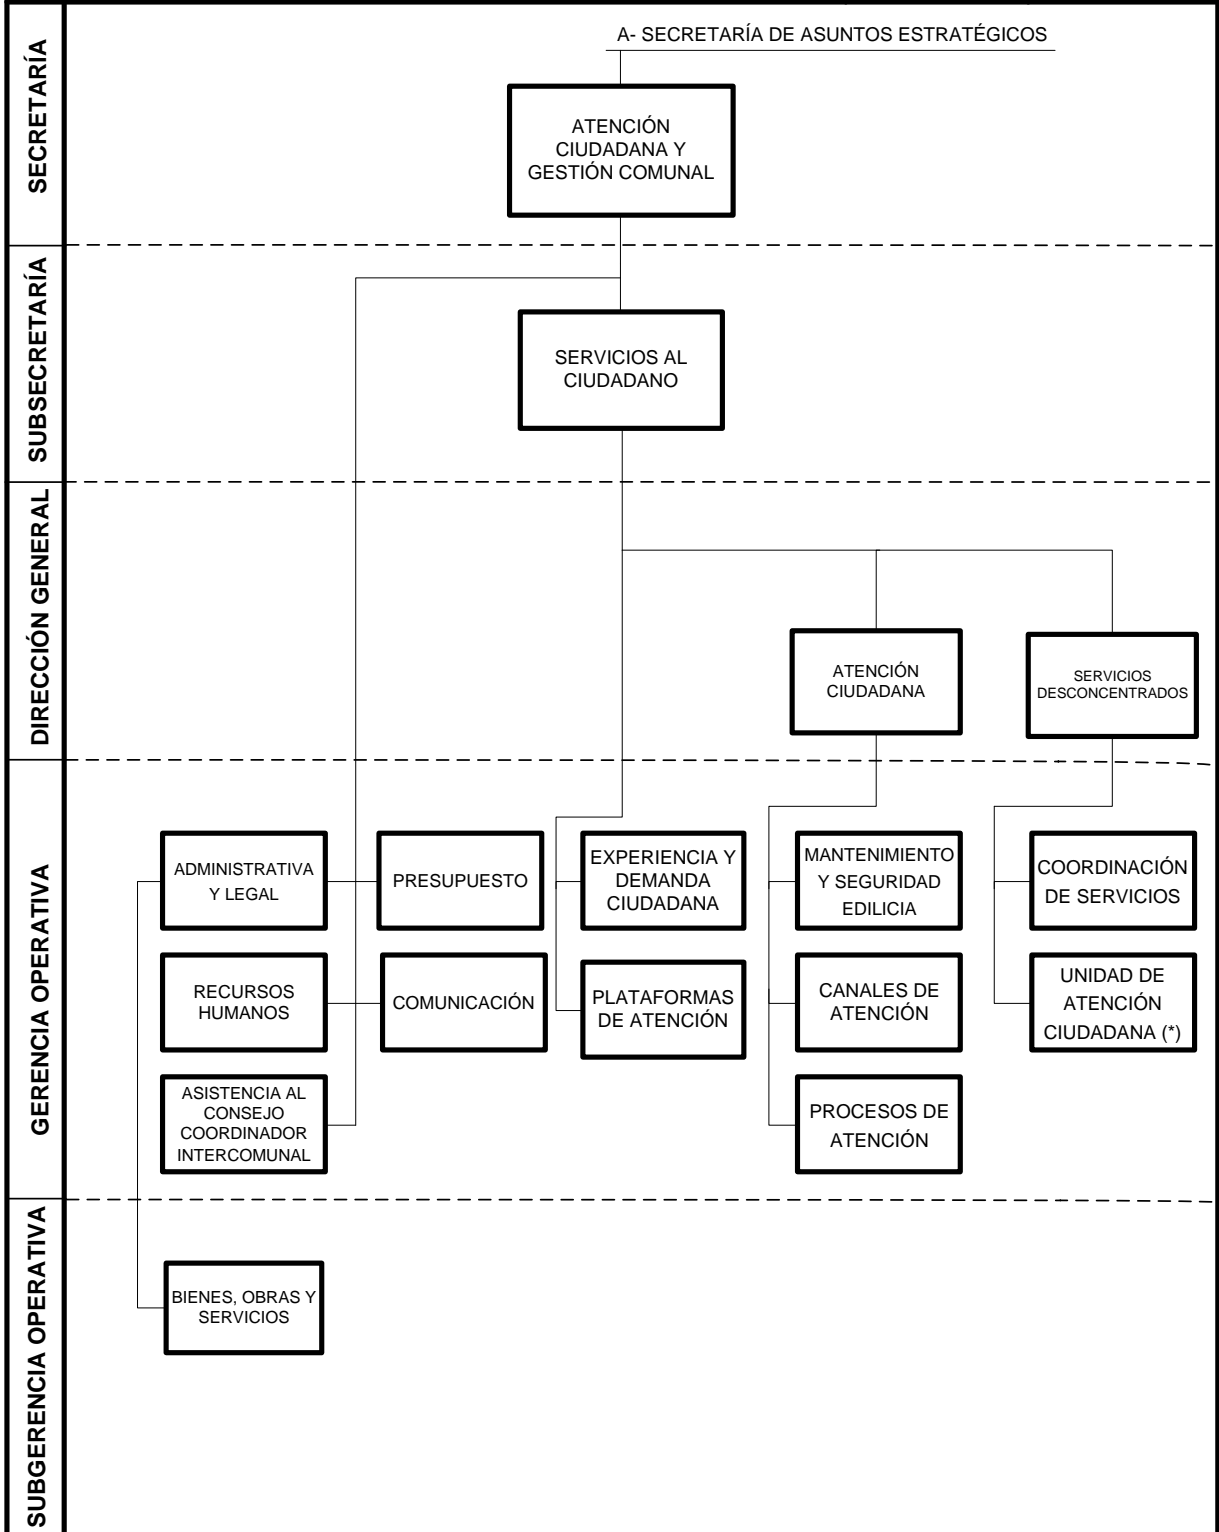 A- SECRETARÍA DE ASUNTOS ESTRATÉGICOS
SECRETARÍA
ATENCIÓN
CIUDADANA Y
GESTIÓN COMUNAL
SUBSECRETARÍA
SERVICIOS AL
CIUDADANO
DIRECCIÓN GENERAL
ATENCIÓN
CIUDADANA
SERVICIOS
DESCONCENTRADOS
GERENCIA OPERATIVA
ADMINISTRATIVA
Y LEGAL
PRESUPUESTO
EXPERIENCIA Y
DEMANDA
CIUDADANA
MANTENIMIENTO
Y SEGURIDAD
EDILICIA
COORDINACIÓN
DE SERVICIOS
RECURSOS
HUMANOS
COMUNICACIÓN
PLATAFORMAS
DE ATENCIÓN
CANALES DE
ATENCIÓN
UNIDAD DE
ATENCIÓN
CIUDADANA (*)
ASISTENCIA AL
CONSEJO
COORDINADOR
INTERCOMUNAL
PROCESOS DE
ATENCIÓN
SUBGERENCIA OPERATIVA
BIENES, OBRAS Y
SERVICIOS